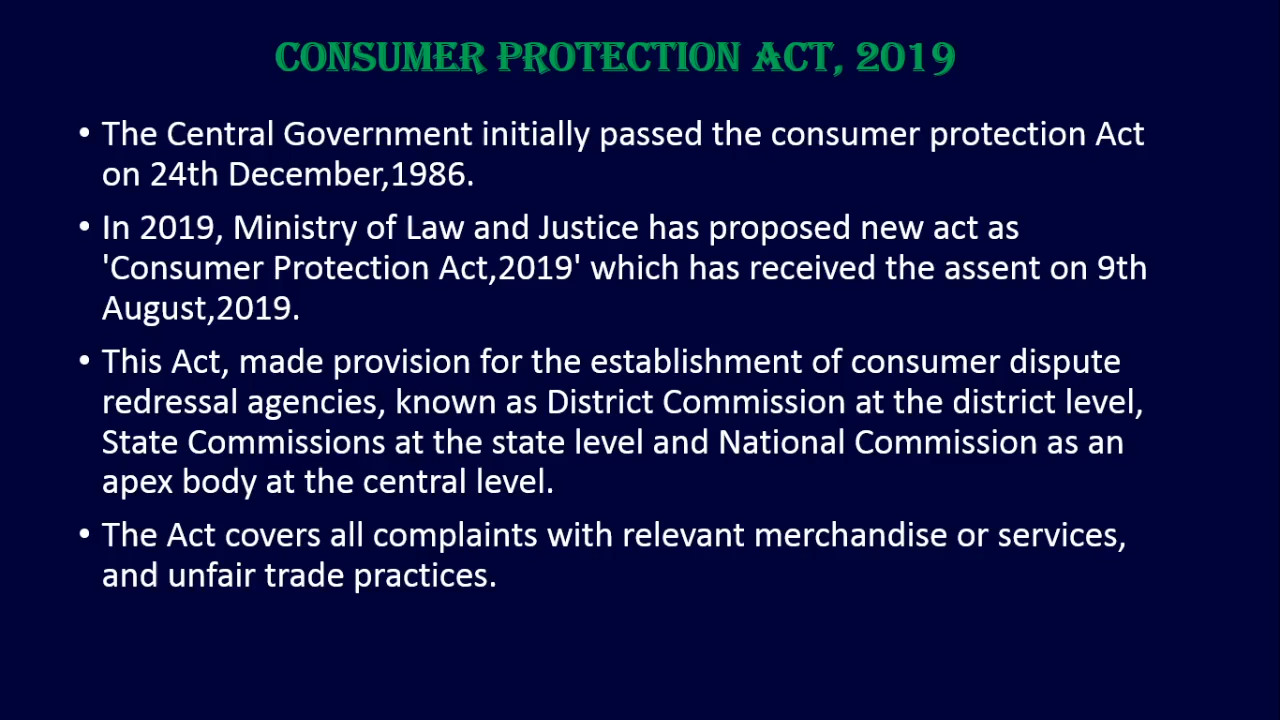 CONSUMER PROTECTION ACT, 2019
• The Central Government initially passed the consumer protection Act
on 24th December,1986.
• In 2019, Ministry of Law and Justice has proposed new act as
'Consumer Protection Act,2019' which has received the assent on 9th
August,2019.
• This Act, made provision for the establishment of consumer dispute
redressal agencies, known as District Commission at the district level,
State Commissions at the state level and National Commission as an
apex body at the central level.
• The Act covers all complaints with relevant merchandise or services,
and unfair trade practices.